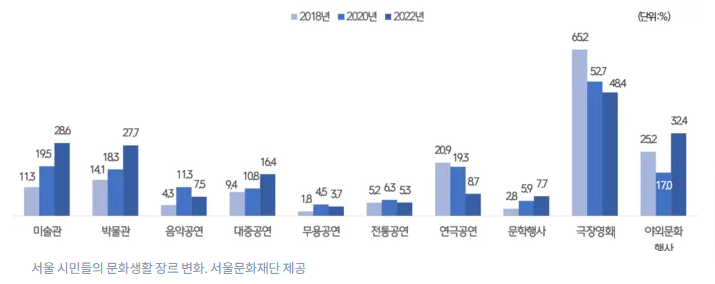 2018년 2020년 2022년 (단위:%)
11.3 19.5 28.6 14.1 18.3 27.7 4.3 11.3 7.5 9.4 10.8 16.4 1.8 4.5 3.7 5.2 6.3 5.3 20.9 19.3 8.7 2.8 5.9 7.7 65.2 52.7 48.4 25.2 17.0 32.4
미술관 박물관 음악공연 대중공연 무용공연 전통공연 연극공연 문학행사 극장영화 야외문화
행사
서울 시민들의 문화생활 장르 변화. 서울문화재단 제공